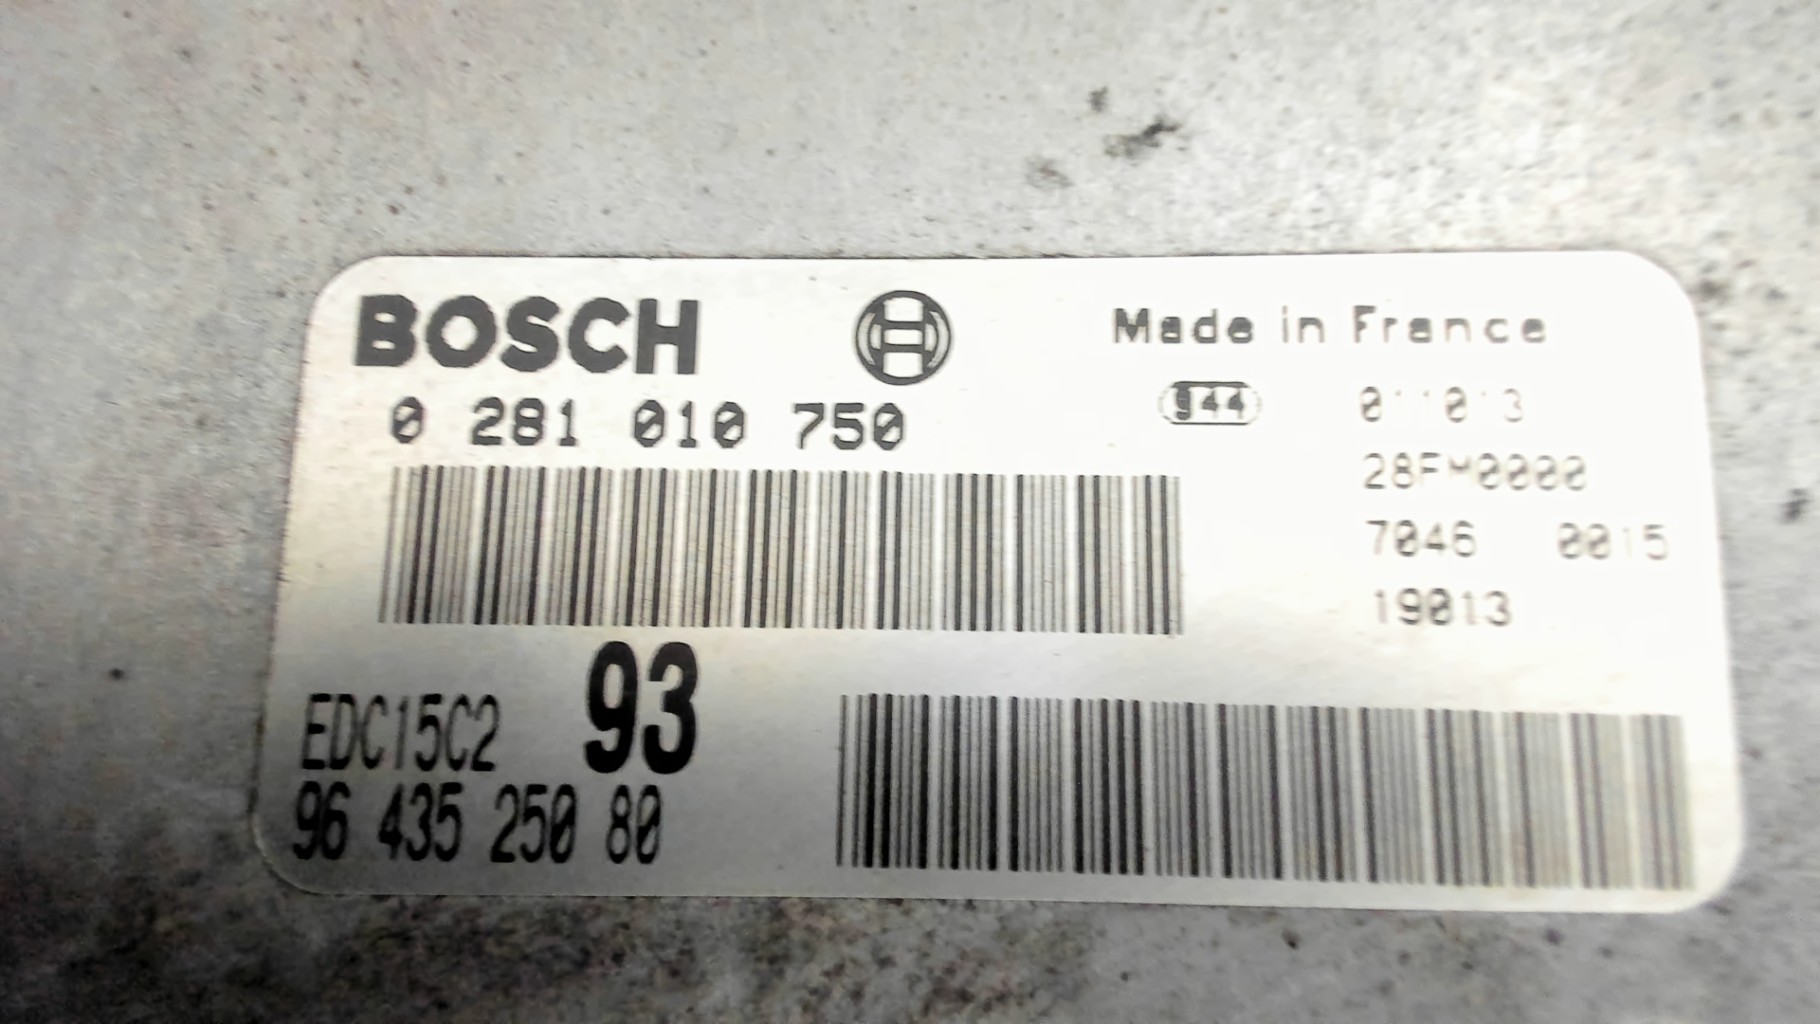 BOSCH
Made in France
0 281 010 750
944
011013
28FM0000
7046 0015
19013
EDC15C2 93
96 435 250 80